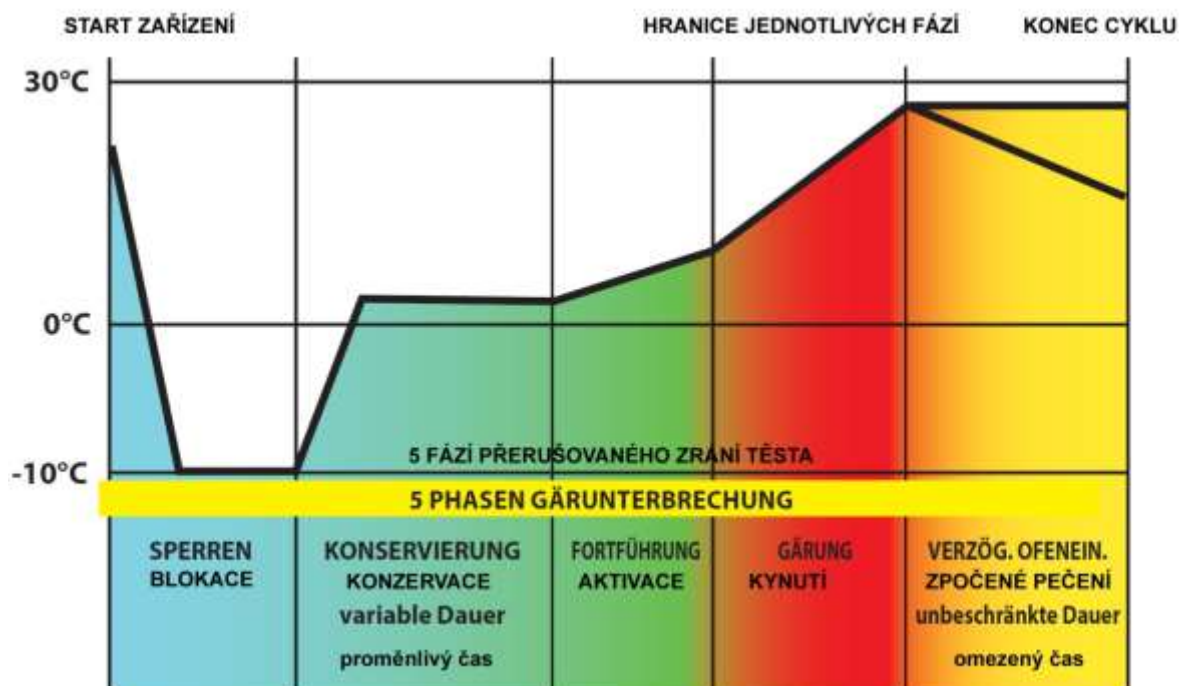 START ZAŘÍZENÍ
HRANICE JEDNOTLIVÝCH FÁZÍ
KONEC CYKLU
30°C
0°C
-10°C
5 FÁZÍ PŘERUŠOVANÉHO ZRÁNÍ TĚSTA
5 PHASEN GÄRUNTERBRECHUNG
SPERREN
BLOKACE
KONSERVIERUNG
KONZERVACE
variable Dauer
proměnlivý čas
FORTFÜHRUNG
AKTIVACE
GÄRUNG
KYNUTÍ
VERZÖG. OFENEIN.
ZPOČENÉ PEČENÍ
unbeschränkte Dauer
omezený čas